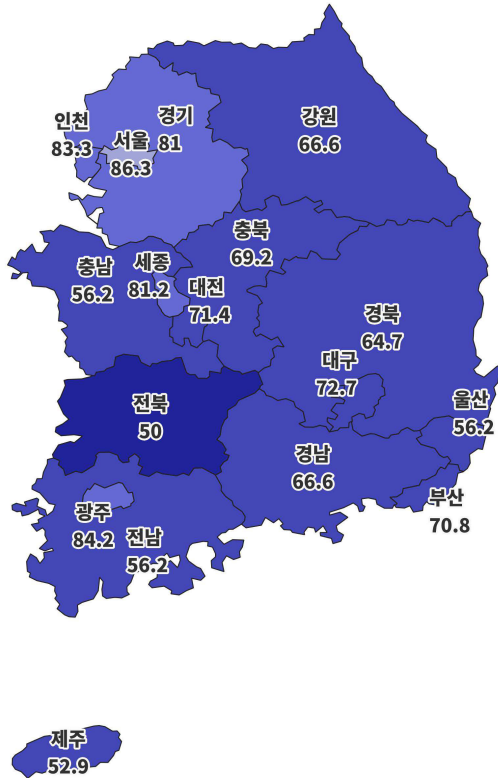 강원
66.6
경기
81
인천
83.3
서울
86.3
충북
69.2
세종
81.2
충남
56.2
대전
71.4
경북
64.7
대구
72.7
울산
56.2
전북
50
경남
66.6
부산
70.8
광주
84.2
전남
56.2
제주
52.9